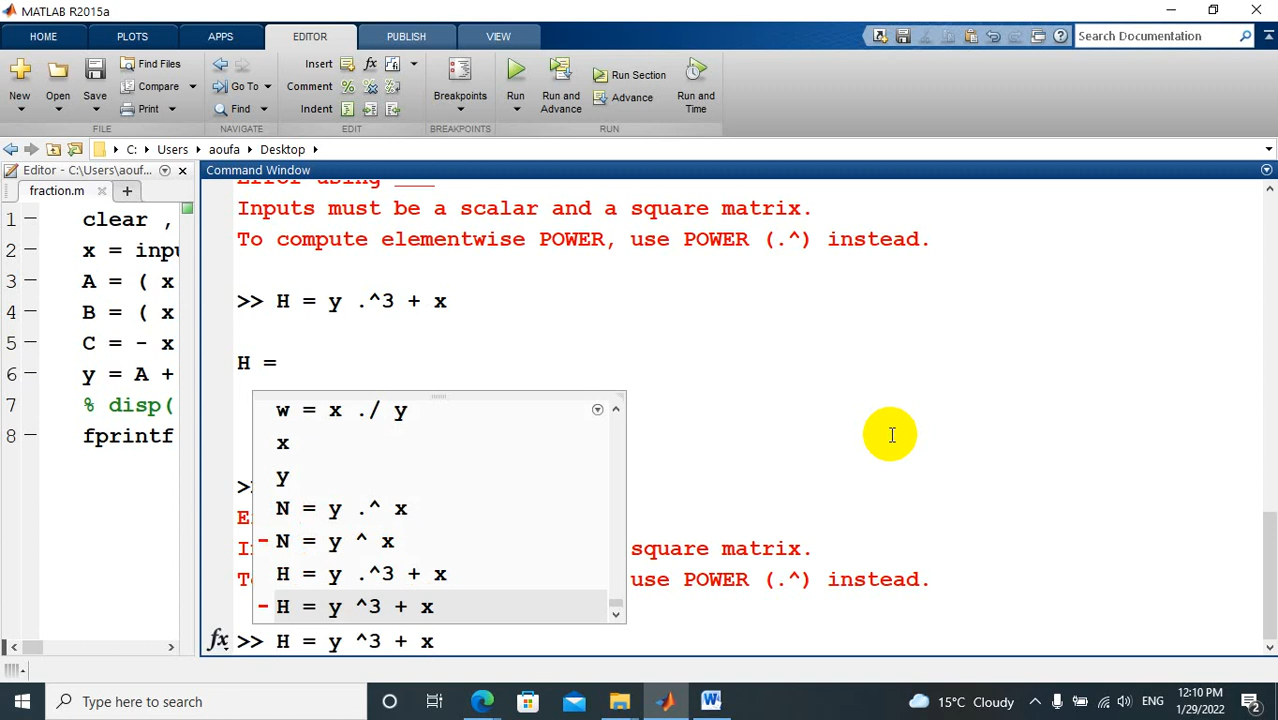 MATLAB R2015a
HOME PLOTS APPS EDITOR PUBLISH VIEW
Search Documentation
New Open Save Find Files Compare Print
Go To Find
Insert fx Comment Indent
Breakpoints
Run Run and Advance Run Section Advance Run and Time
FILE NAVIGATE EDIT BREAKPOINTS RUN
C: Users aoufa Desktop
Editor - C:\Users\aouf...
fraction.m
1 clear ,
2 x = inpu
3 A = ( x
4 B = ( x
5 C = - x
6 y = A +
7 % disp(
8 fprintf
Command Window
Error using
Inputs must be a scalar and a square matrix.
To compute elementwise POWER, use POWER (.^) instead.
>> H = y .^3 + x
H =
w = x ./ y
x
y
N = y .^ x
N = y ^ x
H = y .^3 + x
H = y ^3 + x
square matrix.
use POWER (.^) instead.
fx >> H = y ^3 + x
Type here to search
15°C Cloudy
ENG
12:10 PM
1/29/2022
2